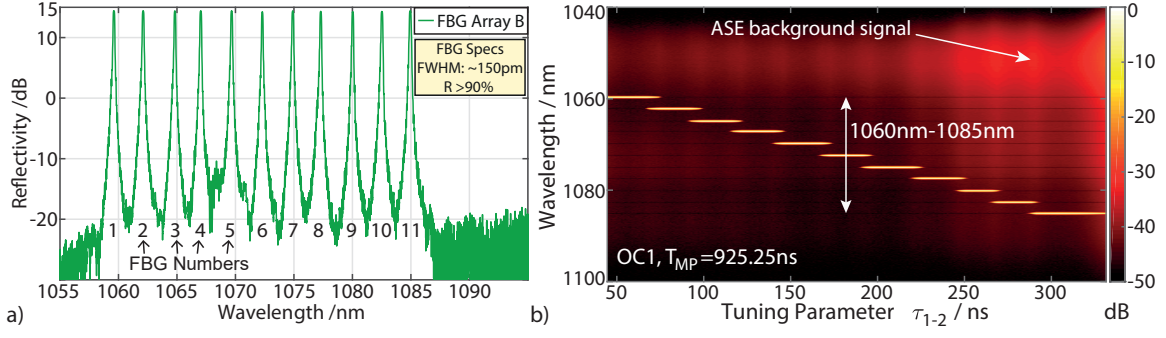 15
10
0
-10
-20
Reflectivity /dB
FBG Array B
FBG Specs
FWHM: ~150pm
R >90%
1 2 3 4 5 6 7 8 9 10 11
FBG Numbers
1055 1060 1065 1070 1075 1080 1085 1090
Wavelength /nm
a)
1040
1060
1080
1100
Wavelength / nm
ASE background signal
1060nm-1085nm
OC1, T_MP=925.25ns
50 100 150 200 250 300
Tuning Parameter τ_1-2 / ns
b)
0
-10
-20
-30
-40
-50
dB